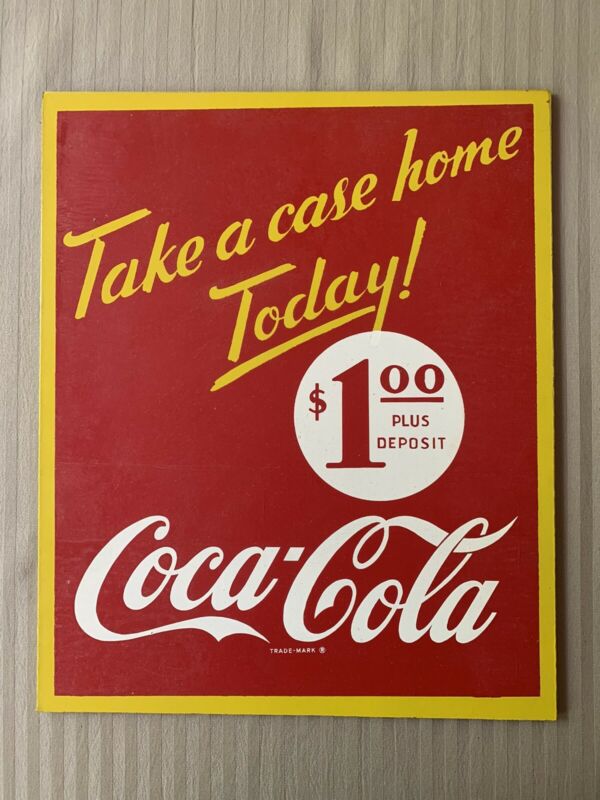 Take a case home
Today!
$1.00
PLUS
DEPOSIT
Coca-Cola
TRADE-MARK ®